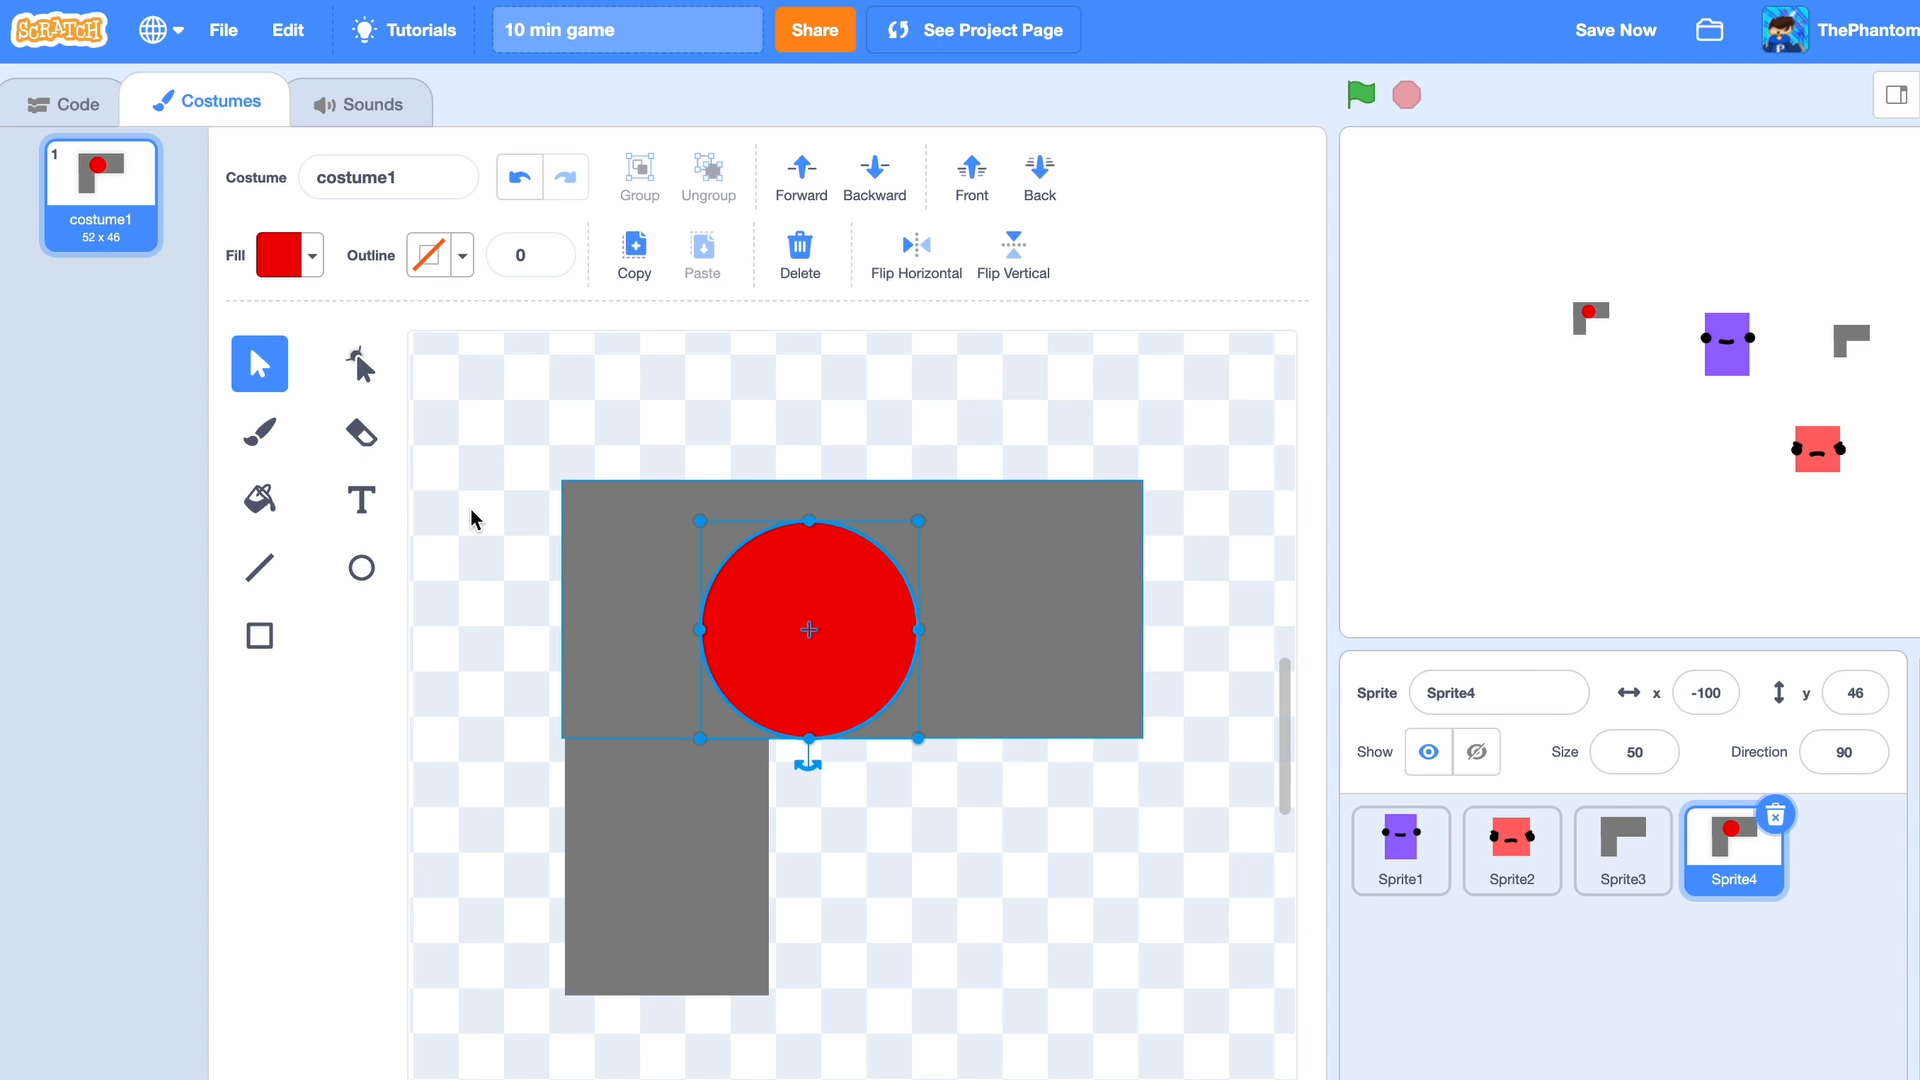 SCRATCH File Edit Tutorials 10 min game Share See Project Page Save Now ThePhantom
Code Costumes Sounds
1
costume1
52 x 46
Costume costume1 Group Ungroup Forward Backward Front Back
Fill Outline 0 Copy Paste Delete Flip Horizontal Flip Vertical
T
Sprite Sprite4 x -100 y 46
Show Size 50 Direction 90
Sprite1 Sprite2 Sprite3 Sprite4